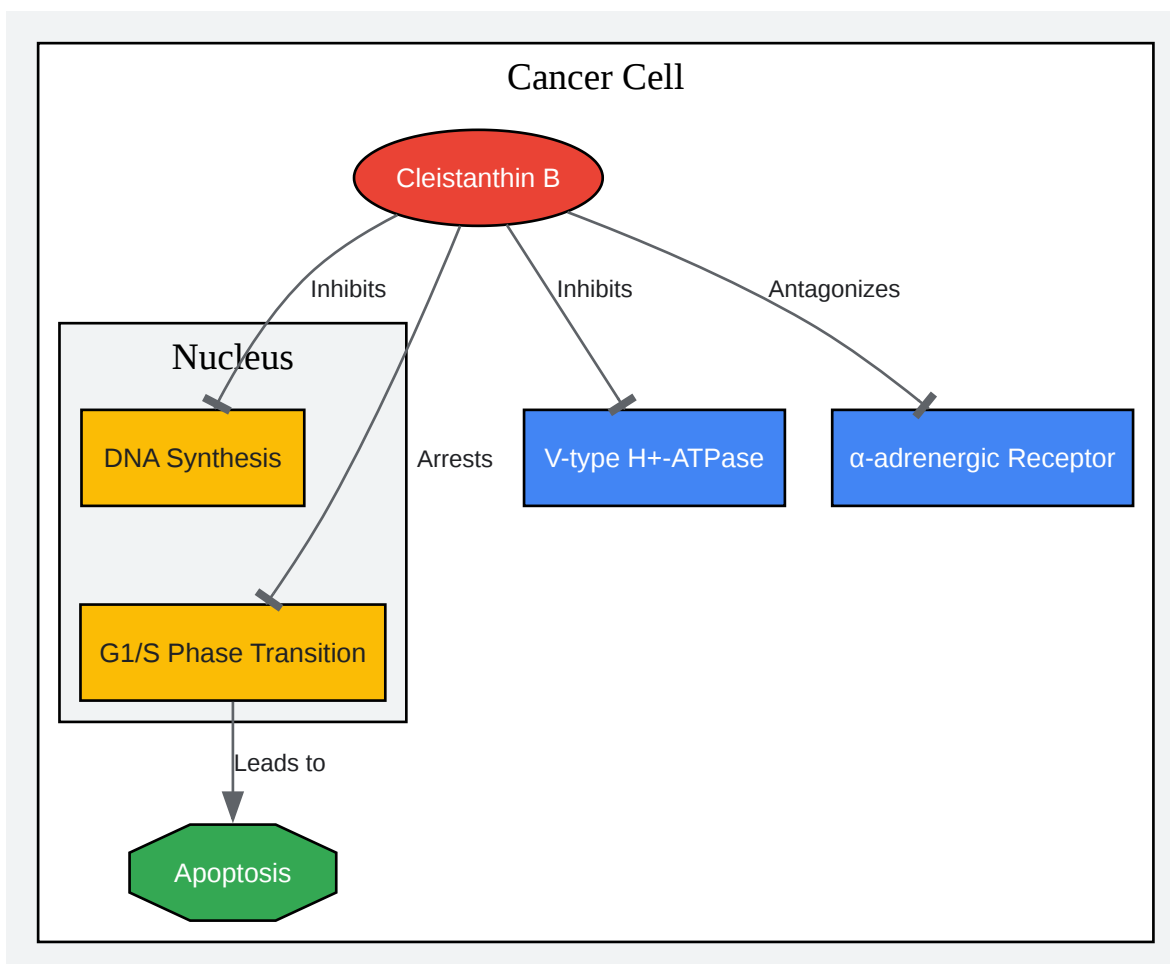 Cancer Cell
Cleistanthin B
Inhibits
Inhibits
Antagonizes
Nucleus
DNA Synthesis
Arrests
V-type H+-ATPase
α-adrenergic Receptor
G1/S Phase Transition
Leads to
Apoptosis